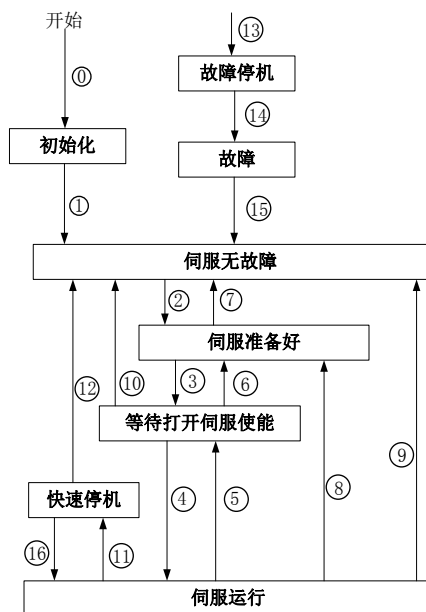 开始
⑬
⓪
故障停机
⑭
初始化
故障
①
⑮
伺服无故障
②
⑦
伺服准备好
⑫
⑩
③
⑥
等待打开伺服使能
⑨
快速停机
④
⑤
⑧
⑯
⑪
伺服运行